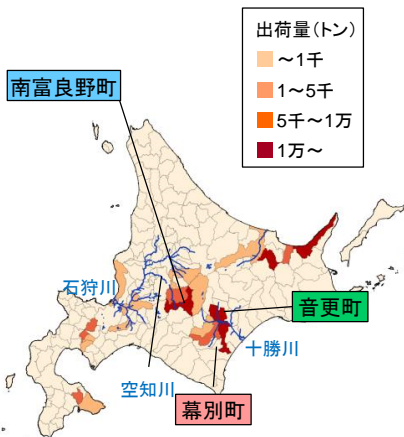 出荷量(トン)
～1千
1～5千
5千～1万
1万～
南富良野町
石狩川
音更町
十勝川
空知川
幕別町